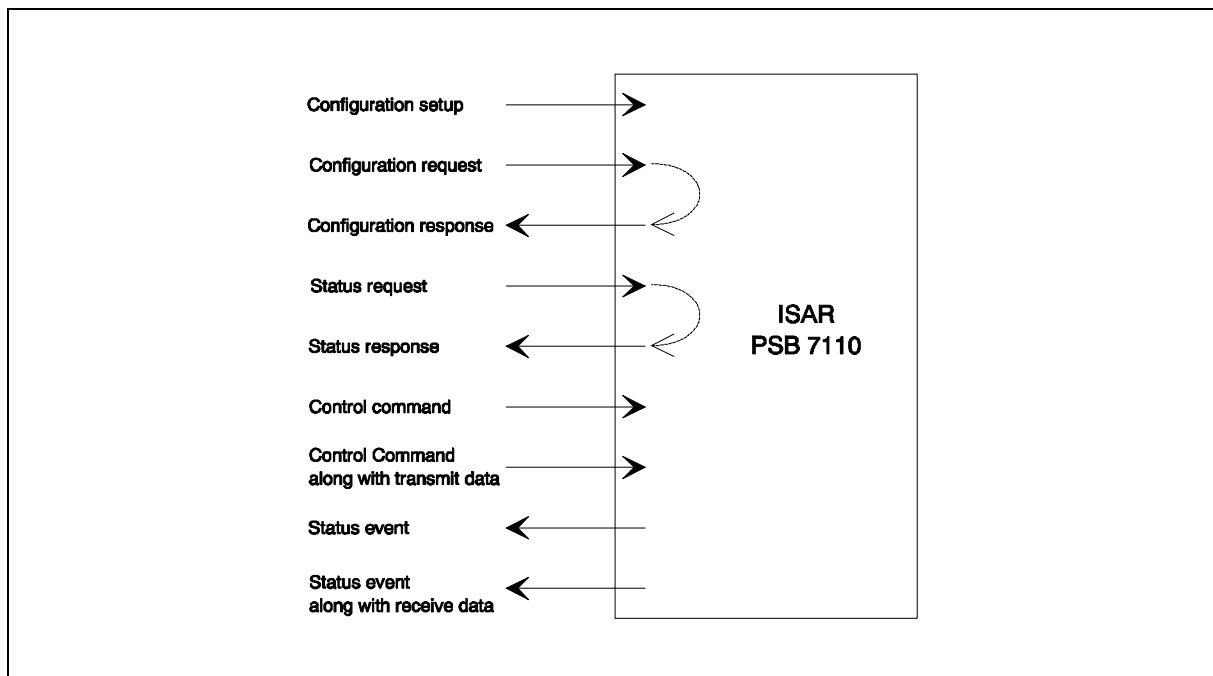 Configuration setup
Configuration request
Configuration response
Status request
Status response
ISAR
PSB 7110
Control command
Control Command
along with transmit data
Status event
Status event
along with receive data